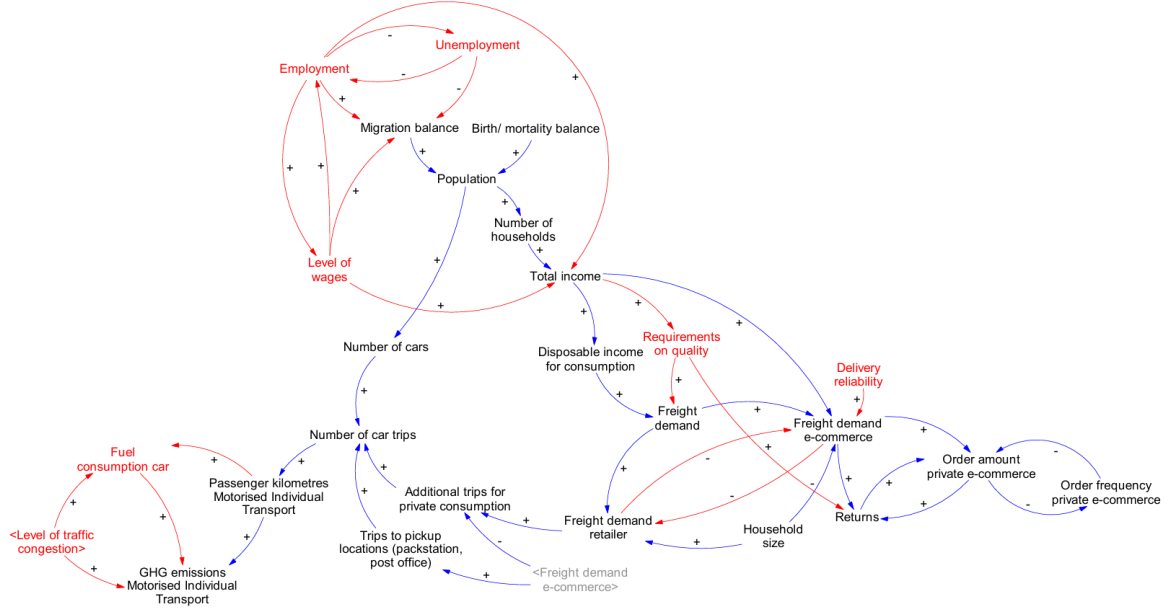 -
Unemployment
Employment
+
-
+
-
Migration balance
Birth/ mortality balance
+
+
+
+
+
Population
+
Number of
households
+
+
Level of
wages
Total income
+
+
+
+
Number of cars
Disposable income
for consumption
Requirements
on quality
Delivery
reliability
+
+
+
+
Freight
demand
+
Freight demand
e-commerce
+
Number of car trips
+
-
Fuel
consumption car
+
+
+
+
-
Order amount
private e-commerce
-
Passenger kilometres
Motorised Individual
Transport
+
+
-
+
+
+
-
Order frequency
private e-commerce
+
+
Additional trips for
private consumption
+
Freight demand
retailer
Returns
<Level of traffic
congestion>
+
Trips to pickup
locations (packstation,
post office)
-
+
Household
size
+
GHG emissions
Motorised Individual
Transport
+
<Freight demand
e-commerce>